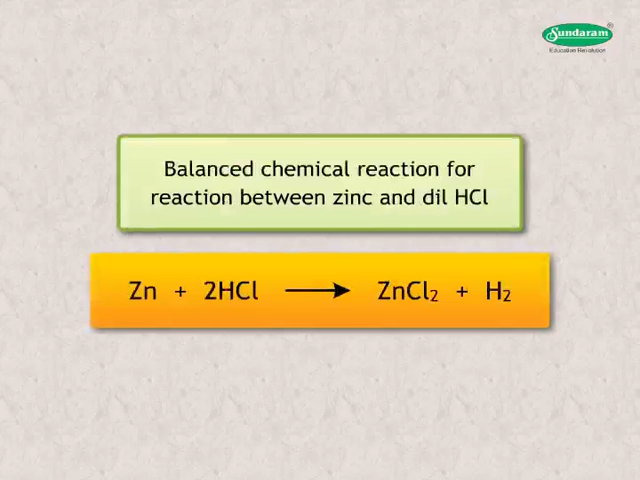 Sundaram®
Education Revolution
Balanced chemical reaction for
reaction between zinc and dil HCl
Zn + 2HCl ⟶ ZnCl₂ + H₂